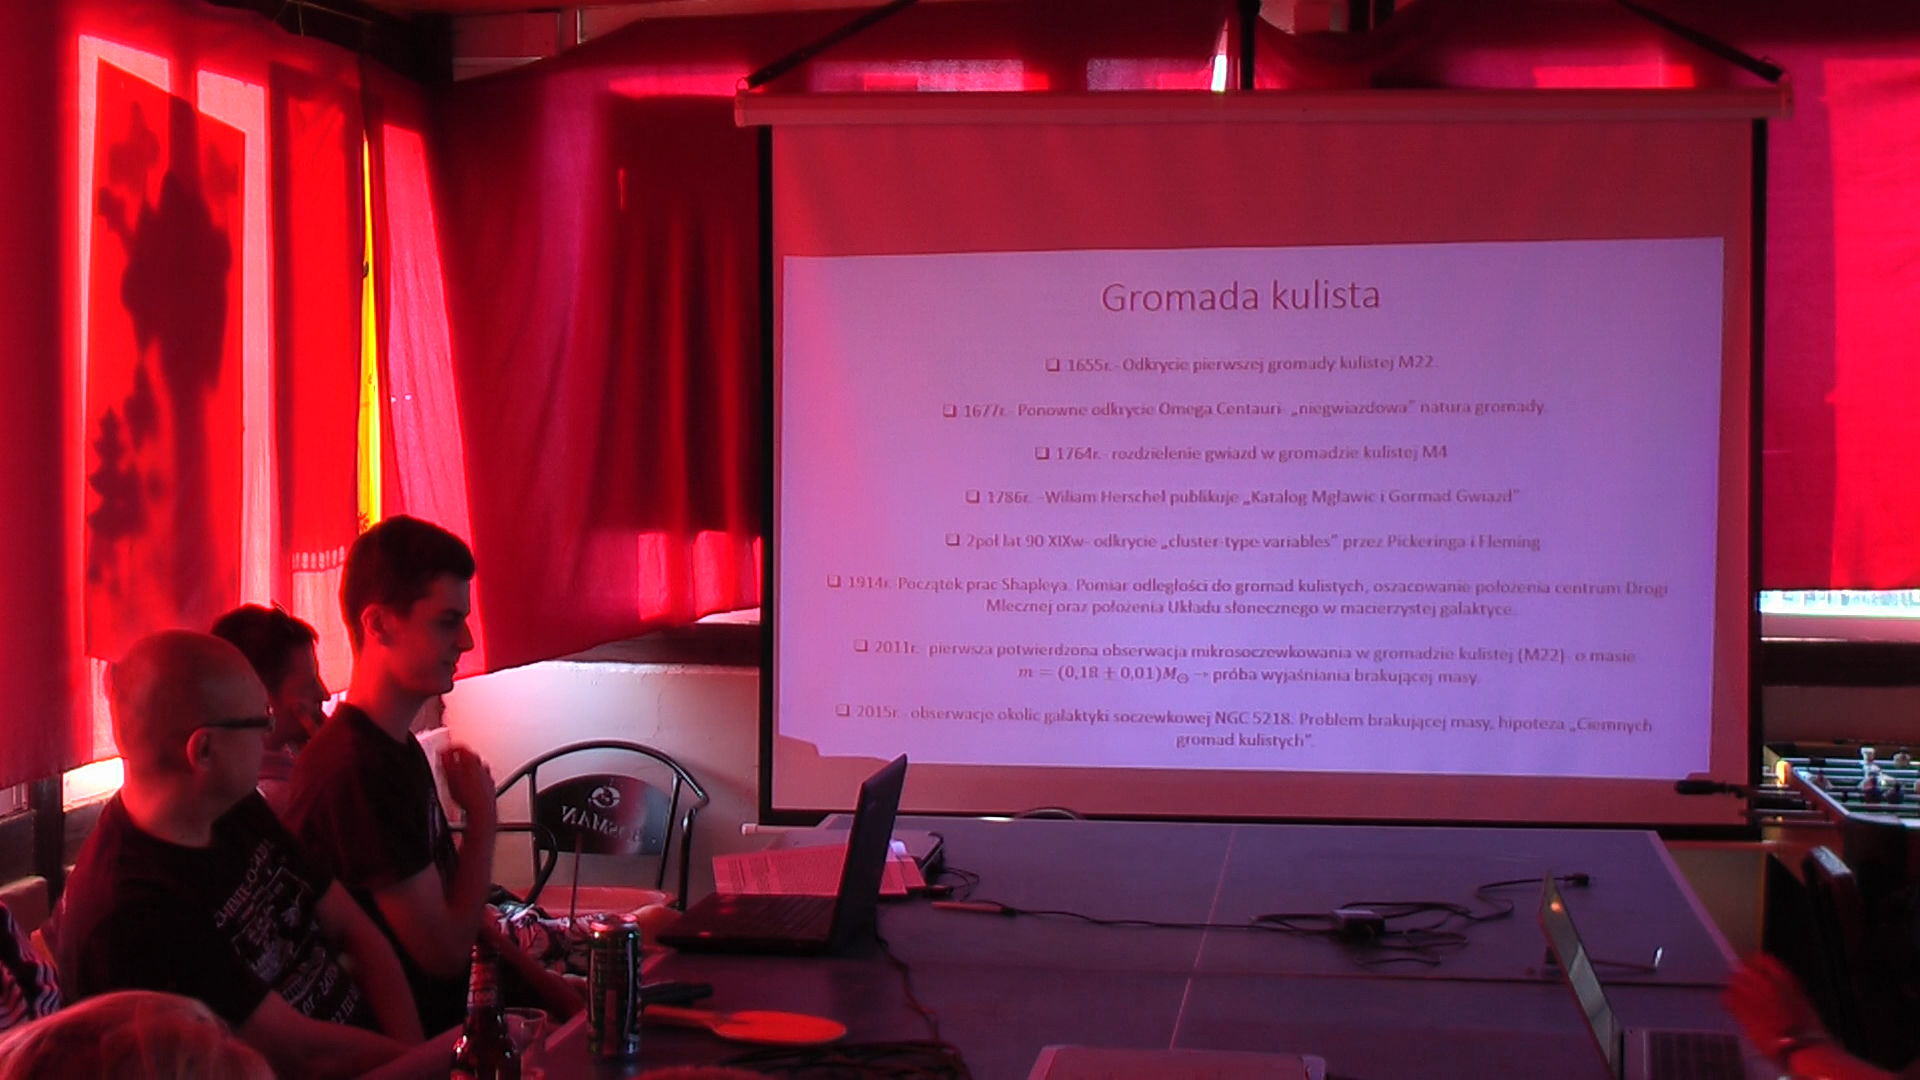 Gromada kulista
❑ 1655r.- Odkrycie pierwszej gromady kulistej M22.
❑ 1677r.- Ponowne odkrycie Omega Centauri- „niegwiazdowa” natura gromady.
❑ 1764r. - rozdzielenie gwiazd w gromadzie kulistej M4
❑ 1786r. -Wiliam Herschel publikuje „Katalog Mgławic i Gormad Gwiazd”
❑ 2poł lat 90 XIXw- odkrycie „cluster-type variables” przez Pickeringa i Fleming
❑ 1914r. Początek prac Shapleya. Pomiar odległości do gromad kulistych, oszacowanie położenia centrum Drogi
Mlecznej oraz położenia Układu słonecznego w macierzystej galaktyce.
❑ 2011r.- pierwsza potwierdzona obserwacja mikrosoczewkowania w gromadzie kulistej (M22)- o masie
m = (0,18 ± 0,01)M⊙ → próba wyjaśniania brakującej masy.
❑ 2015r.- obserwacje okolic galaktyki soczewkowej NGC 5218. Problem brakującej masy, hipoteza „Ciemnych
gromad kulistych”.
BOSMAN